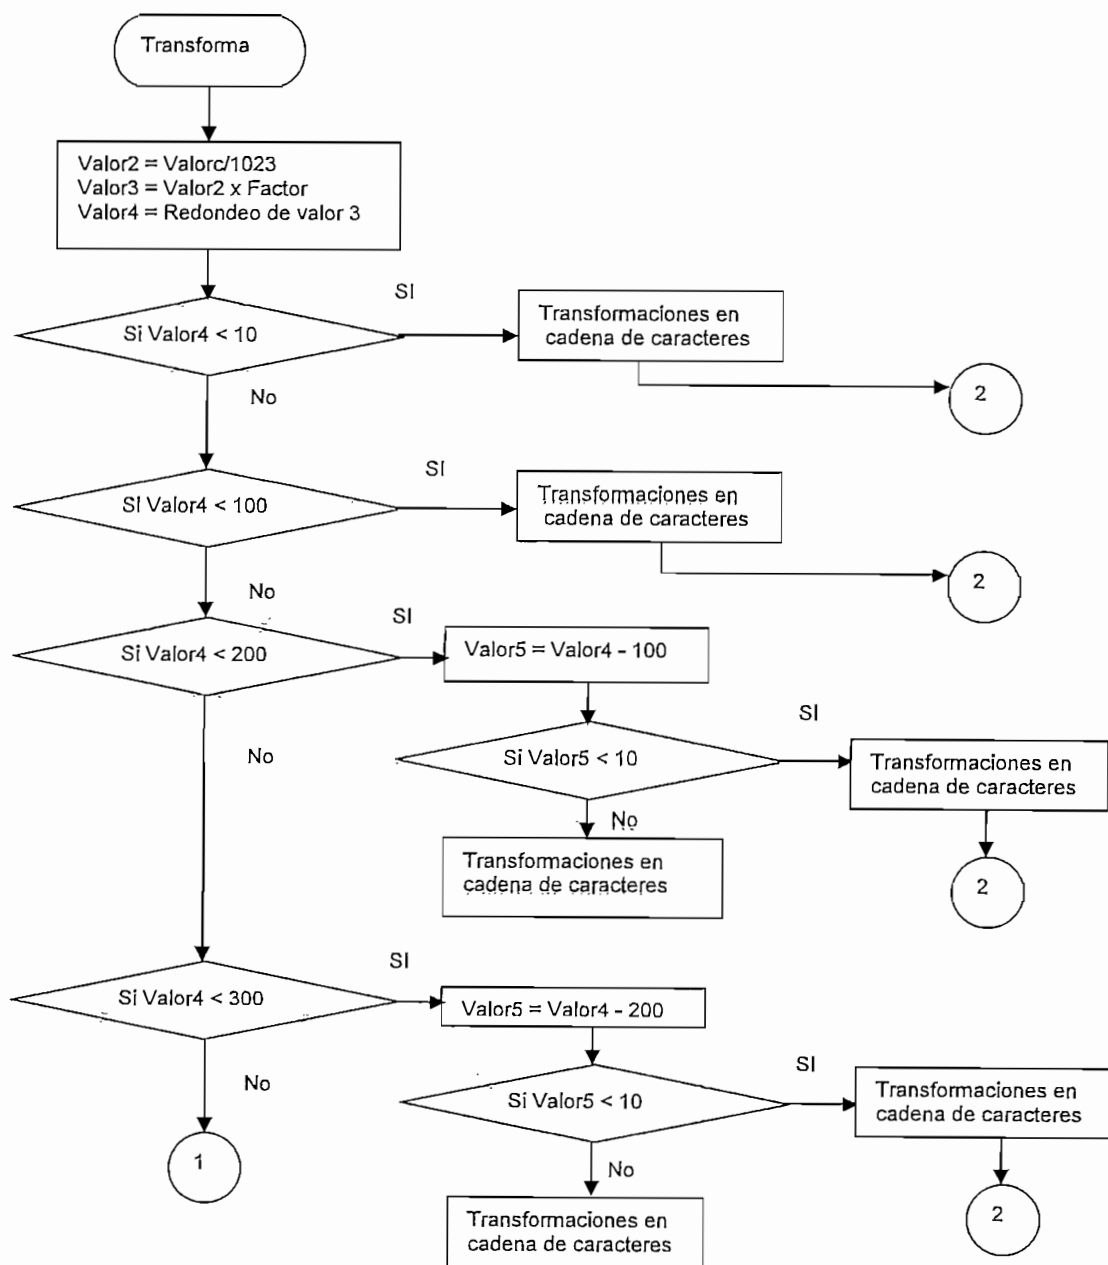 Transforma
Valor2 = Valorc/1023
Valor3 = Valor2 x Factor
Valor4 = Redondeo de valor 3
SI
Si Valor4 < 10
Transformaciones en
cadena de caracteres
2
No
SI
Si Valor4 < 100
Transformaciones en
cadena de caracteres
2
No
SI
Si Valor4 < 200
Valor5 = Valor4 - 100
No
SI
Si Valor5 < 10
Transformaciones en
cadena de caracteres
No
Transformaciones en
cadena de caracteres
2
SI
Si Valor4 < 300
Valor5 = Valor4 - 200
No
SI
Si Valor5 < 10
Transformaciones en
cadena de caracteres
1
No
2
Transformaciones en
cadena de caracteres